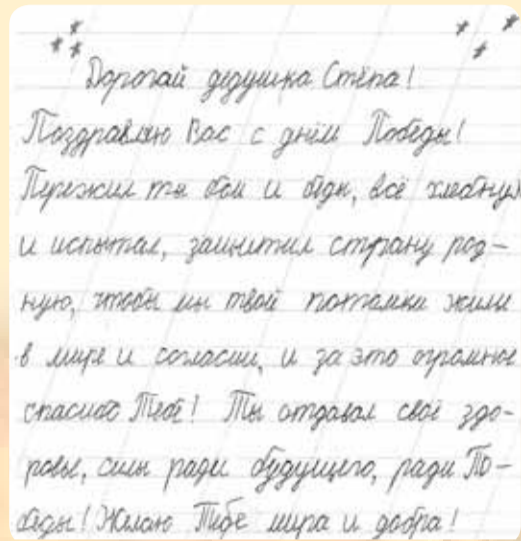 Дорогай дедушка Стёпа!
Поздравляю Вас с днём Победы!
Пережил ты бои и беды, всё хлебнул
и испытал, защитил страну род-
ную, чтобы мы твои потомки жили
в мире и согласии, и за это огромное
спасибо Тебе! Ты отдавал своё здо-
ровье, силы ради будущего, ради По-
беды! Желаю Тебе мира и добра!